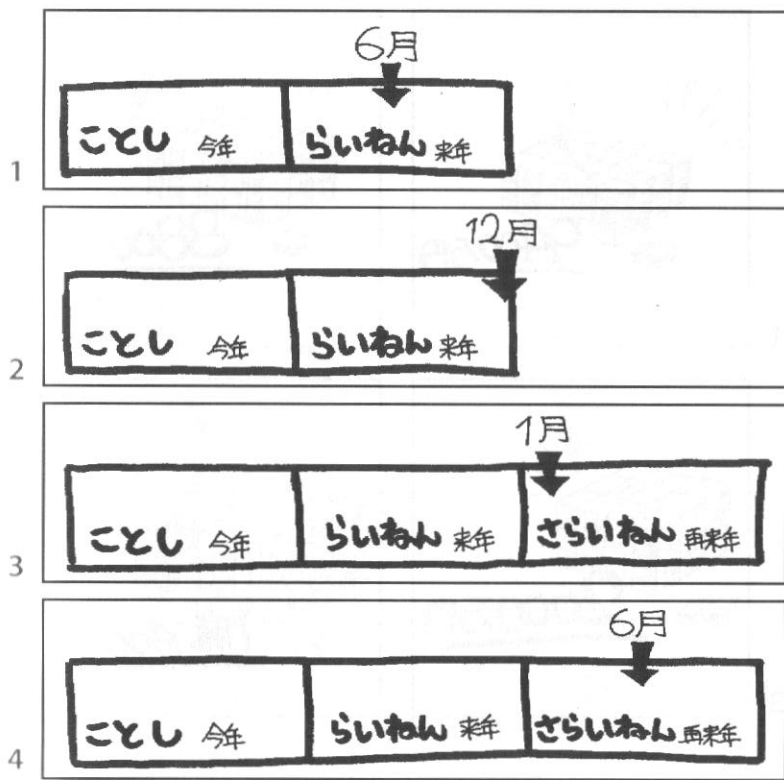 6月
1 ことし 今年 らいねん 来年
12月
2 ことし 今年 らいねん 来年
1月
3 ことし 今年 らいねん 来年 さらいねん 再来年
6月
4 ことし 今年 らいねん 来年 さらいねん 再来年